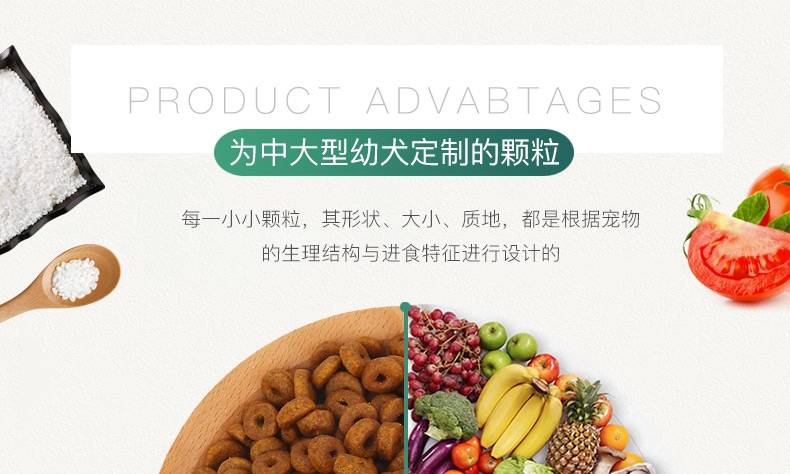 PRODUCT ADVABTAGES
为中大型幼犬定制的颗粒
每一小小颗粒，其形状、大小、质地，都是根据宠物
的生理结构与进食特征进行设计的